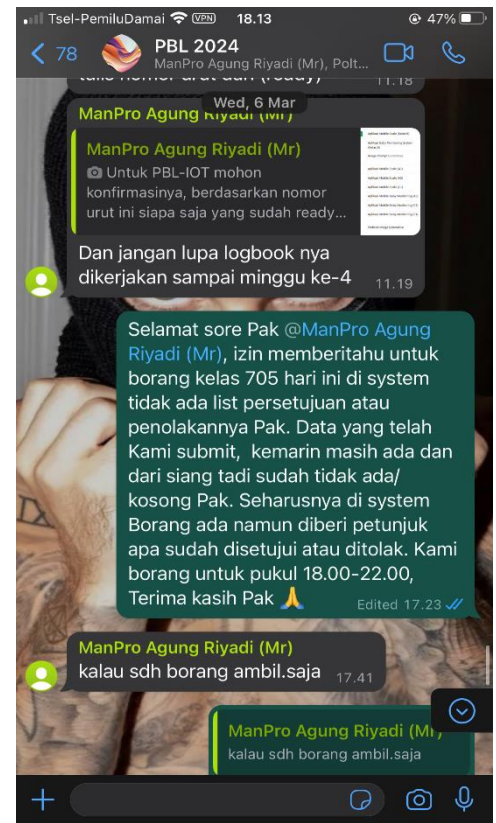 Tsel-PemiluDamai VPN 18.13 47%
78
PBL 2024
ManPro Agung Riyadi (Mr), Polt...
11.18
Wed, 6 Mar
ManPro Agung Riyadi (Mr)
ManPro Agung Riyadi (Mr)
Untuk PBL-IOT mohon
konfirmasinya, berdasarkan nomor
urut ini siapa saja yang sudah ready...
Dan jangan lupa logbook nya
dikerjakan sampai minggu ke-4 11.19
Selamat sore Pak @ManPro Agung
Riyadi (Mr), izin memberitahu untuk
borang kelas 705 hari ini di system
tidak ada list persetujuan atau
penolakannya Pak. Data yang telah
Kami submit, kemarin masih ada dan
dari siang tadi sudah tidak ada/
kosong Pak. Seharusnya di system
Borang ada namun diberi petunjuk
apa sudah disetujui atau ditolak. Kami
borang untuk pukul 18.00-22.00,
Terima kasih Pak 🙏 Edited 17.23
ManPro Agung Riyadi (Mr)
kalau sdh borang ambil.saja 17.41
ManPro Agung Riyadi (Mr)
kalau sdh borang ambil.saja